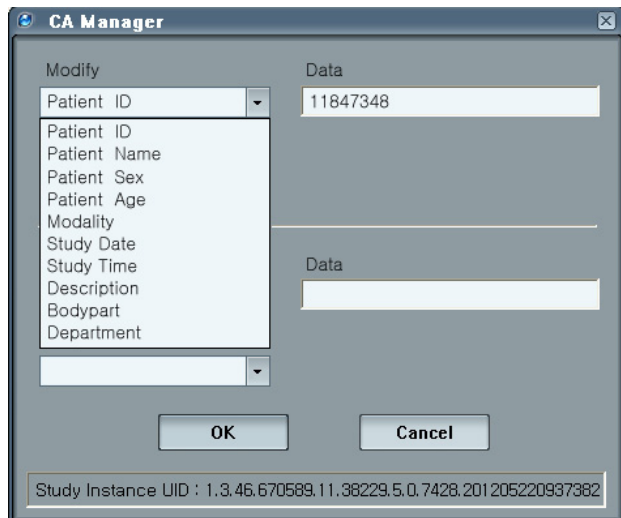 CA Manager
Modify
Data
Patient ID
11847348
Patient ID
Patient Name
Patient Sex
Patient Age
Modality
Study Date
Study Time
Description
Bodypart
Department
Data
OK
Cancel
Study Instance UID : 1.3.46.670589.11.38229.5.0.7428.201205220937382